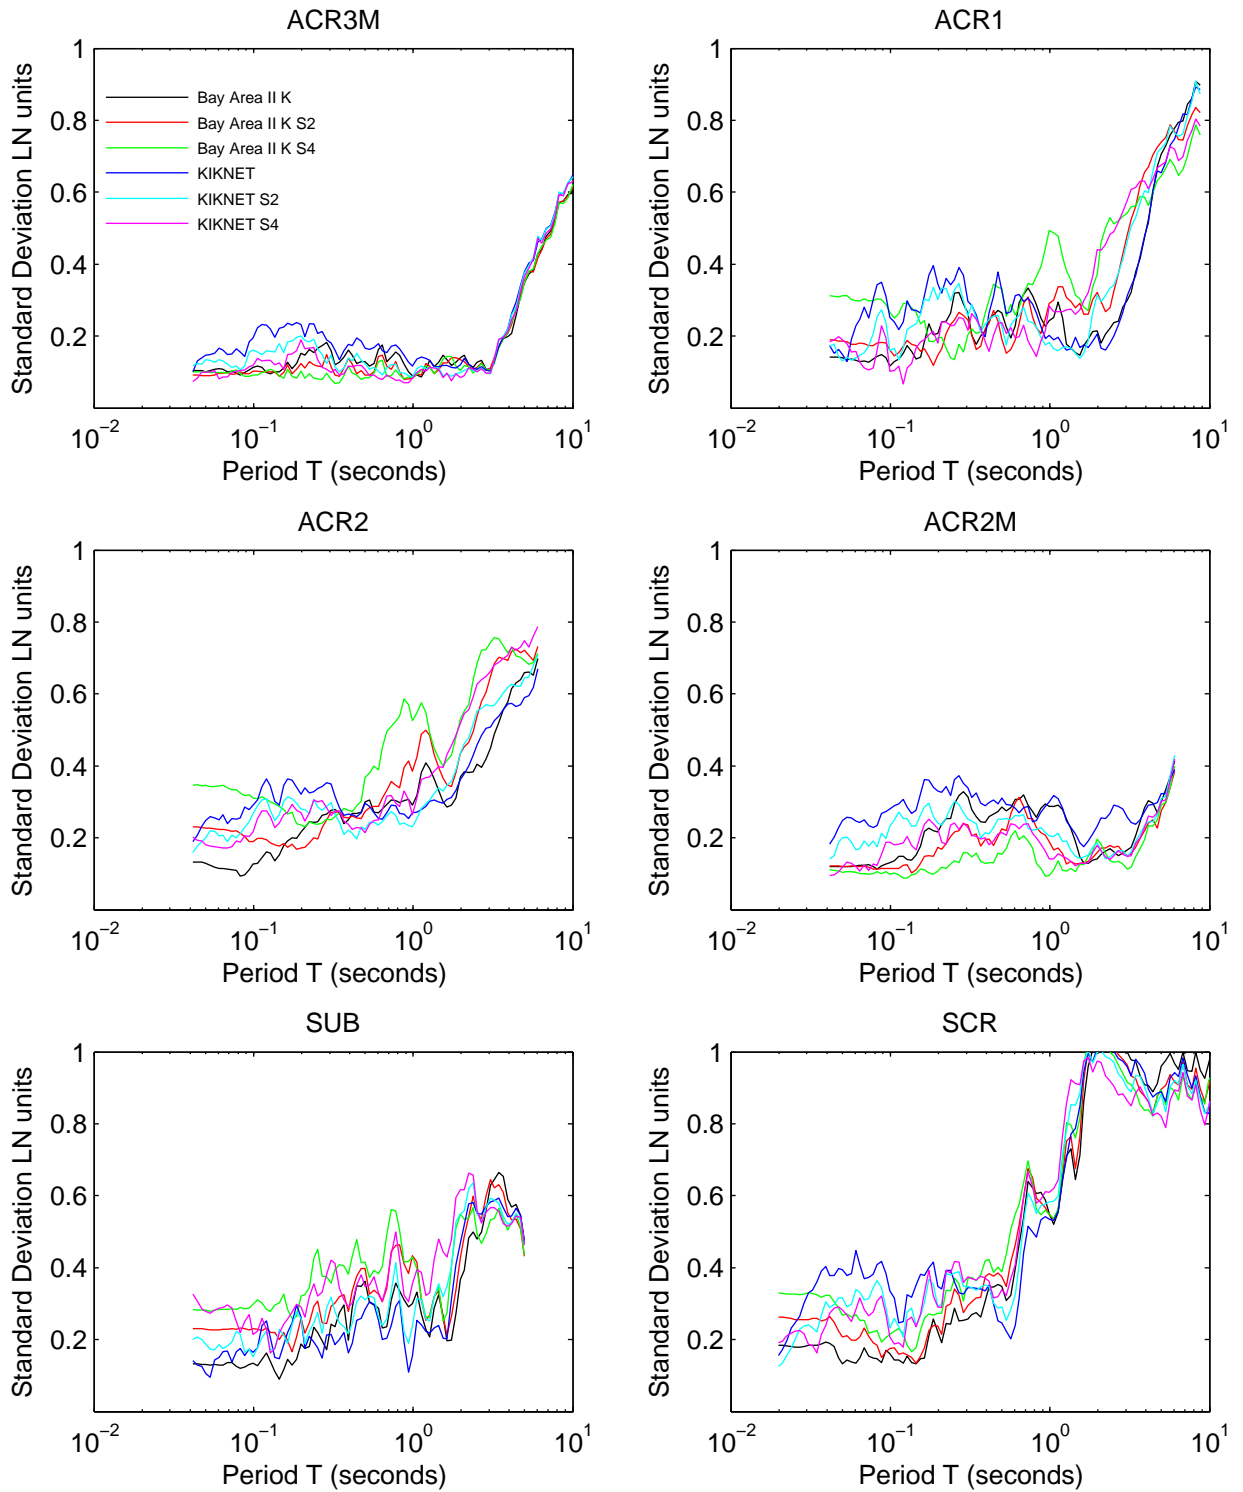 ACR3M
1
0.8
0.6
0.4
0.2
Standard Deviation LN units
Bay Area II K
Bay Area II K S2
Bay Area II K S4
KIKNET
KIKNET S2
KIKNET S4
10−2 10−1 100 101
Period T (seconds)
ACR1
1
0.8
0.6
0.4
0.2
Standard Deviation LN units
10−2 10−1 100 101
Period T (seconds)
ACR2
1
0.8
0.6
0.4
0.2
Standard Deviation LN units
10−2 10−1 100 101
Period T (seconds)
ACR2M
1
0.8
0.6
0.4
0.2
Standard Deviation LN units
10−2 10−1 100 101
Period T (seconds)
SUB
1
0.8
0.6
0.4
0.2
Standard Deviation LN units
10−2 10−1 100 101
Period T (seconds)
SCR
1
0.8
0.6
0.4
0.2
Standard Deviation LN units
10−2 10−1 100 101
Period T (seconds)